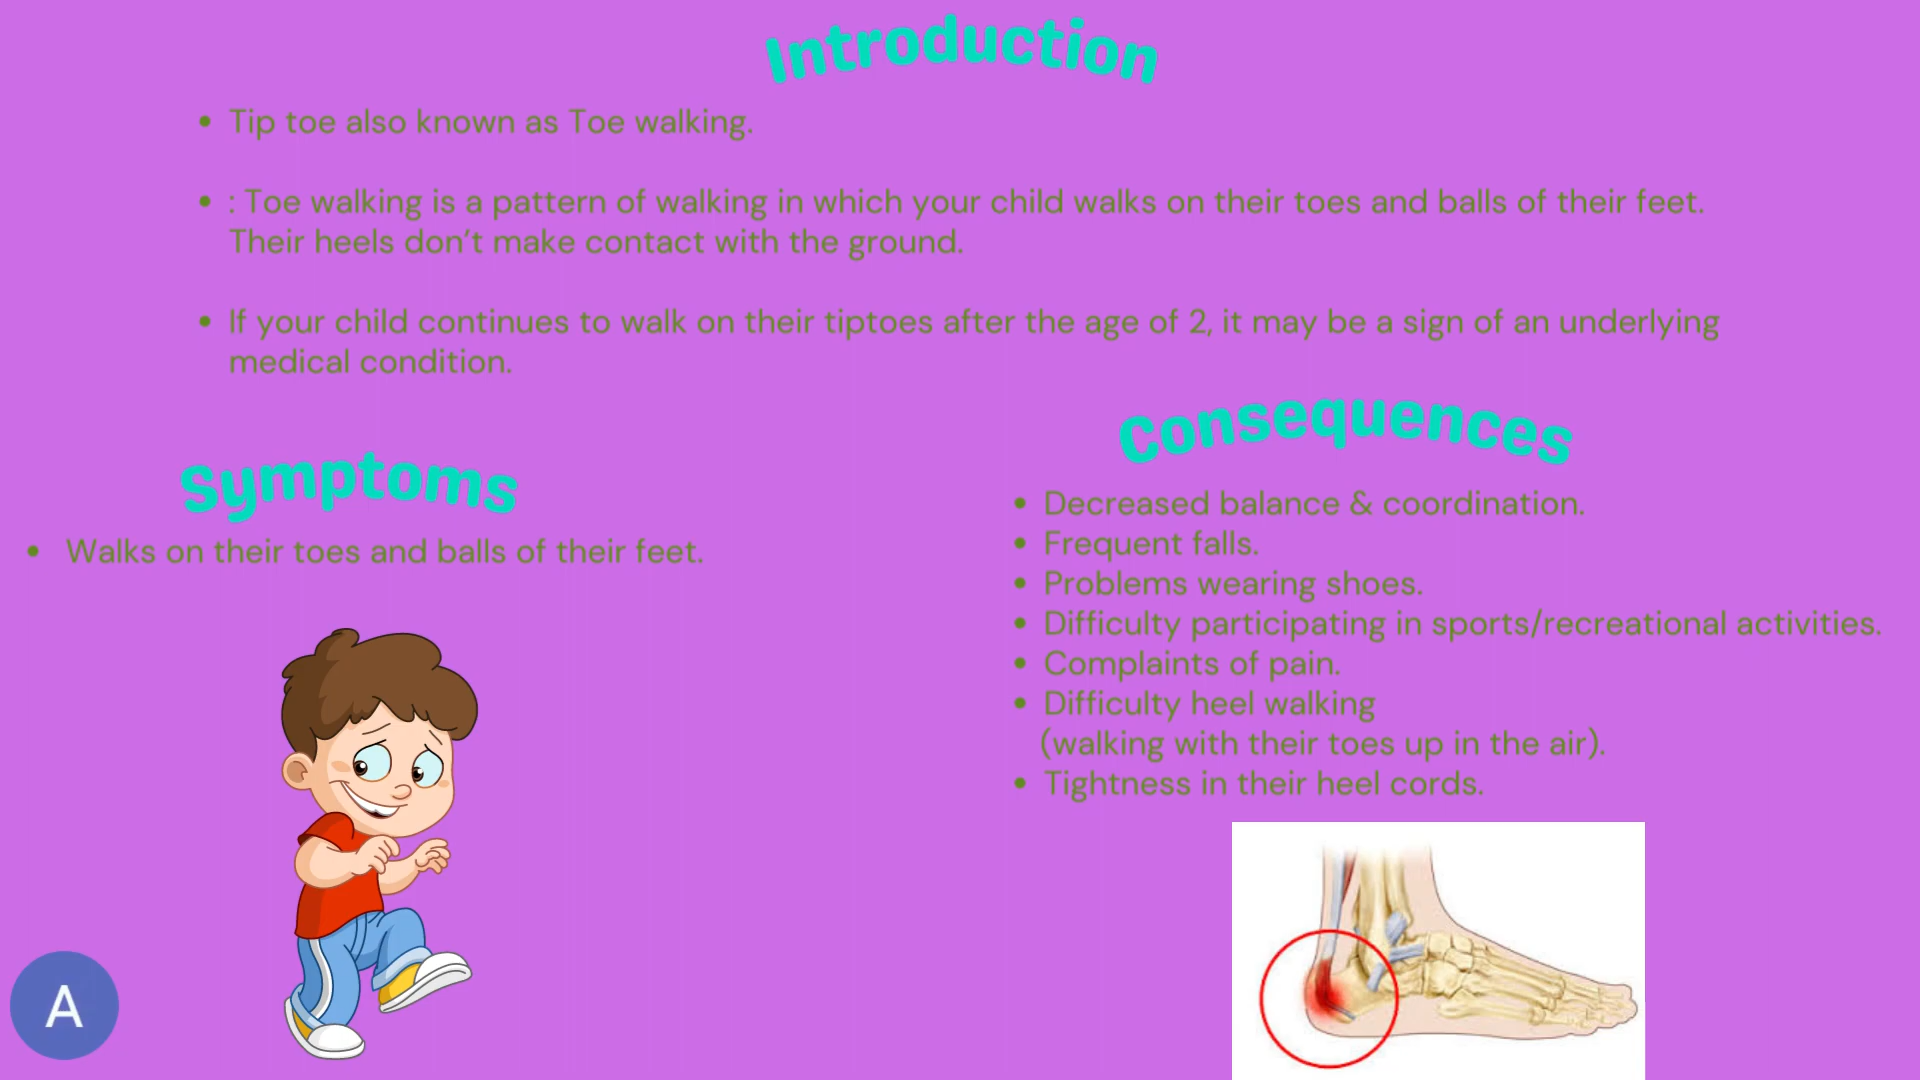 Introduction
Tip toe also known as Toe walking.
: Toe walking is a pattern of walking in which your child walks on their toes and balls of their feet.
Their heels don’t make contact with the ground.
If your child continues to walk on their tiptoes after the age of 2, it may be a sign of an underlying
medical condition.
Symptoms
Walks on their toes and balls of their feet.
Consequences
Decreased balance & coordination.
Frequent falls.
Problems wearing shoes.
Difficulty participating in sports/recreational activities.
Complaints of pain.
Difficulty heel walking
(walking with their toes up in the air).
Tightness in their heel cords.
A